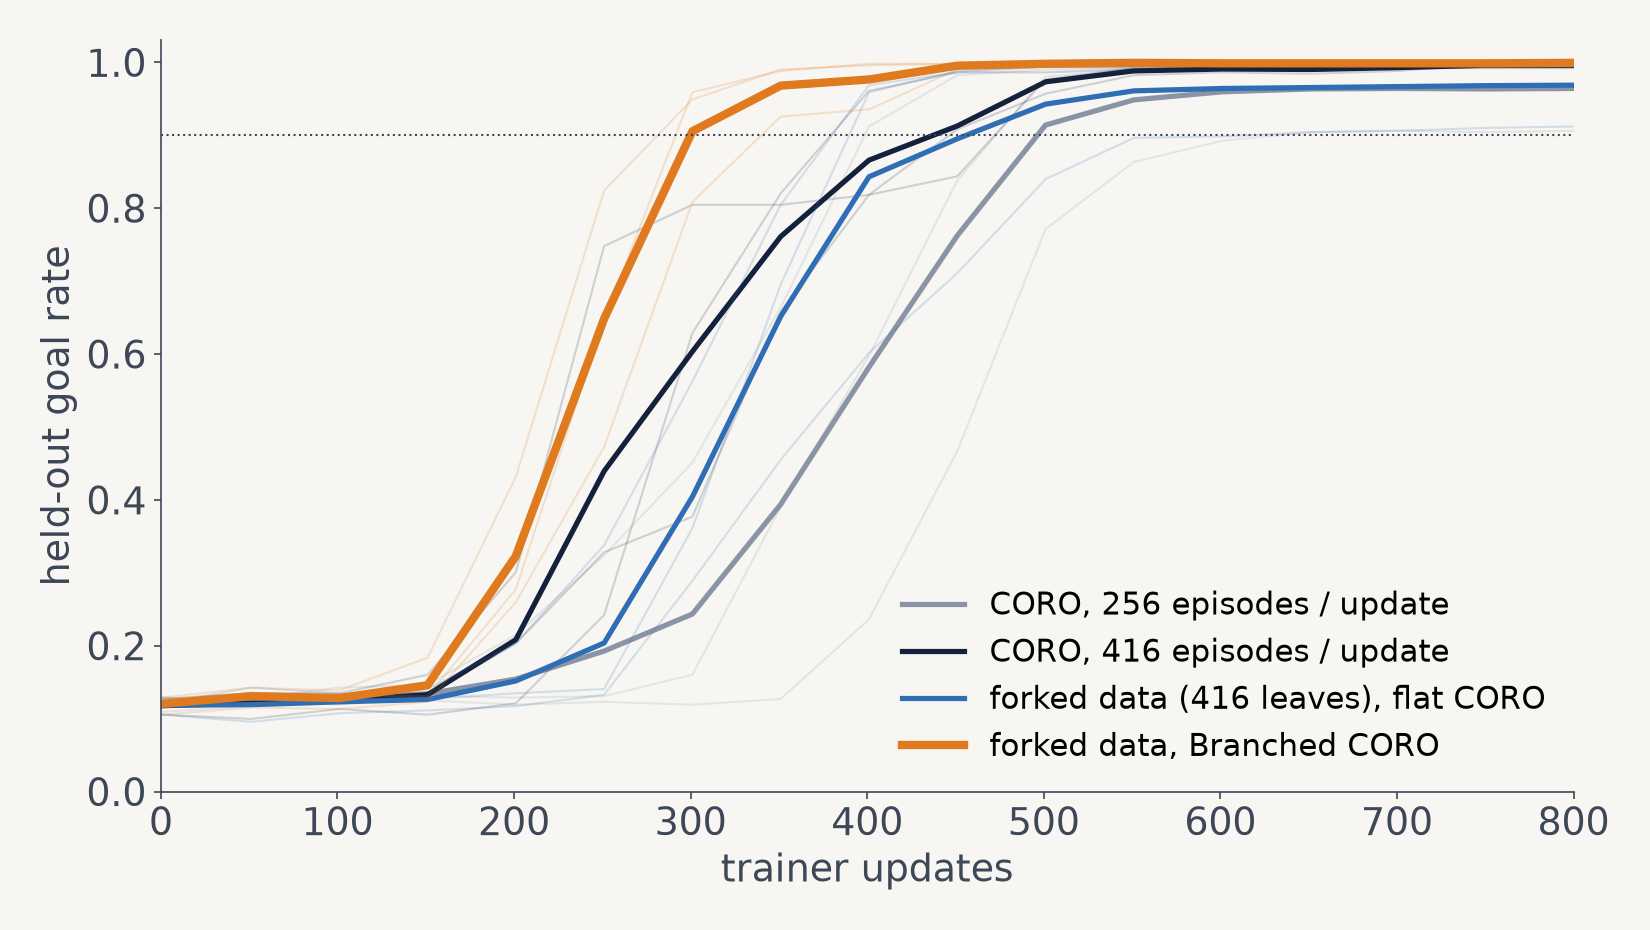 1.0
0.8
0.6
0.4
0.2
0.0
held-out goal rate
CORO, 256 episodes / update
CORO, 416 episodes / update
forked data (416 leaves), flat CORO
forked data, Branched CORO
0 100 200 300 400 500 600 700 800
trainer updates